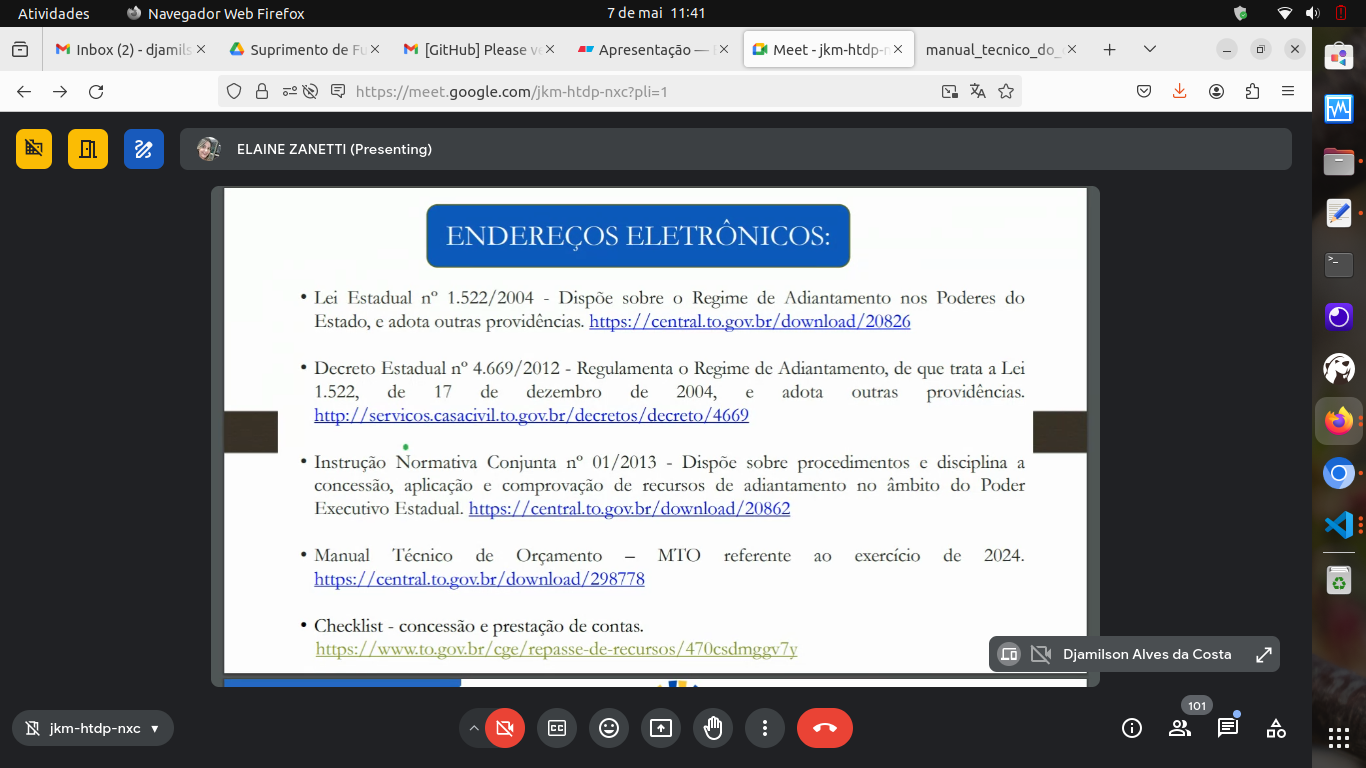 Atividades
Navegador Web Firefox
7 de mai 11:41
Inbox (2) - djamils
Suprimento de Fu
[GitHub] Please ve
Apresentação —
Meet - jkm-htdp-n
manual_tecnico_do_
https://meet.google.com/jkm-htdp-nxc?pli=1
ELAINE ZANETTI (Presenting)
ENDEREÇOS ELETRÔNICOS:
• Lei Estadual nº 1.522/2004 - Dispõe sobre o Regime de Adiantamento nos Poderes do
Estado, e adota outras providências. https://central.to.gov.br/download/20826
• Decreto Estadual nº 4.669/2012 - Regulamenta o Regime de Adiantamento, de que trata a Lei
1.522, de 17 de dezembro de 2004, e adota outras providências.
http://servicos.casacivil.to.gov.br/decretos/decreto/4669
• Instrução Normativa Conjunta nº 01/2013 - Dispõe sobre procedimentos e disciplina a
concessão, aplicação e comprovação de recursos de adiantamento no âmbito do Poder
Executivo Estadual. https://central.to.gov.br/download/20862
• Manual Técnico de Orçamento – MTO referente ao exercício de 2024.
https://central.to.gov.br/download/298778
• Checklist - concessão e prestação de contas.
https://www.to.gov.br/cge/repasse-de-recursos/470csdmggv7y
Djamilson Alves da Costa
jkm-htdp-nxc
101